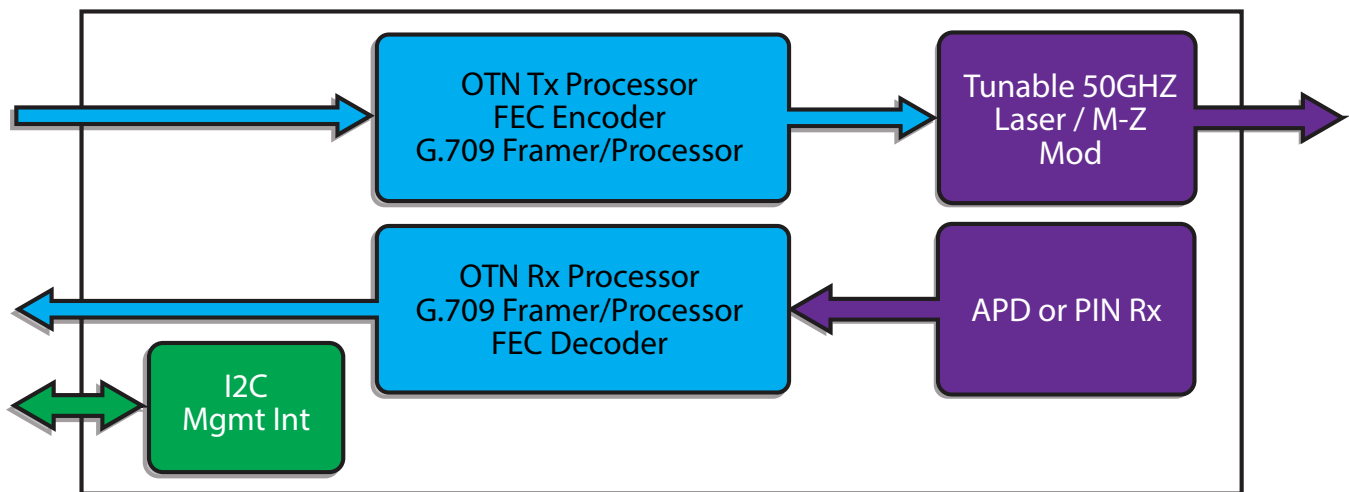 OTN Tx Processor
FEC Encoder
G.709 Framer/Processor
Tunable 50GHZ
Laser / M-Z
Mod
OTN Rx Processor
G.709 Framer/Processor
FEC Decoder
APD or PIN Rx
I2C
Mgmt Int